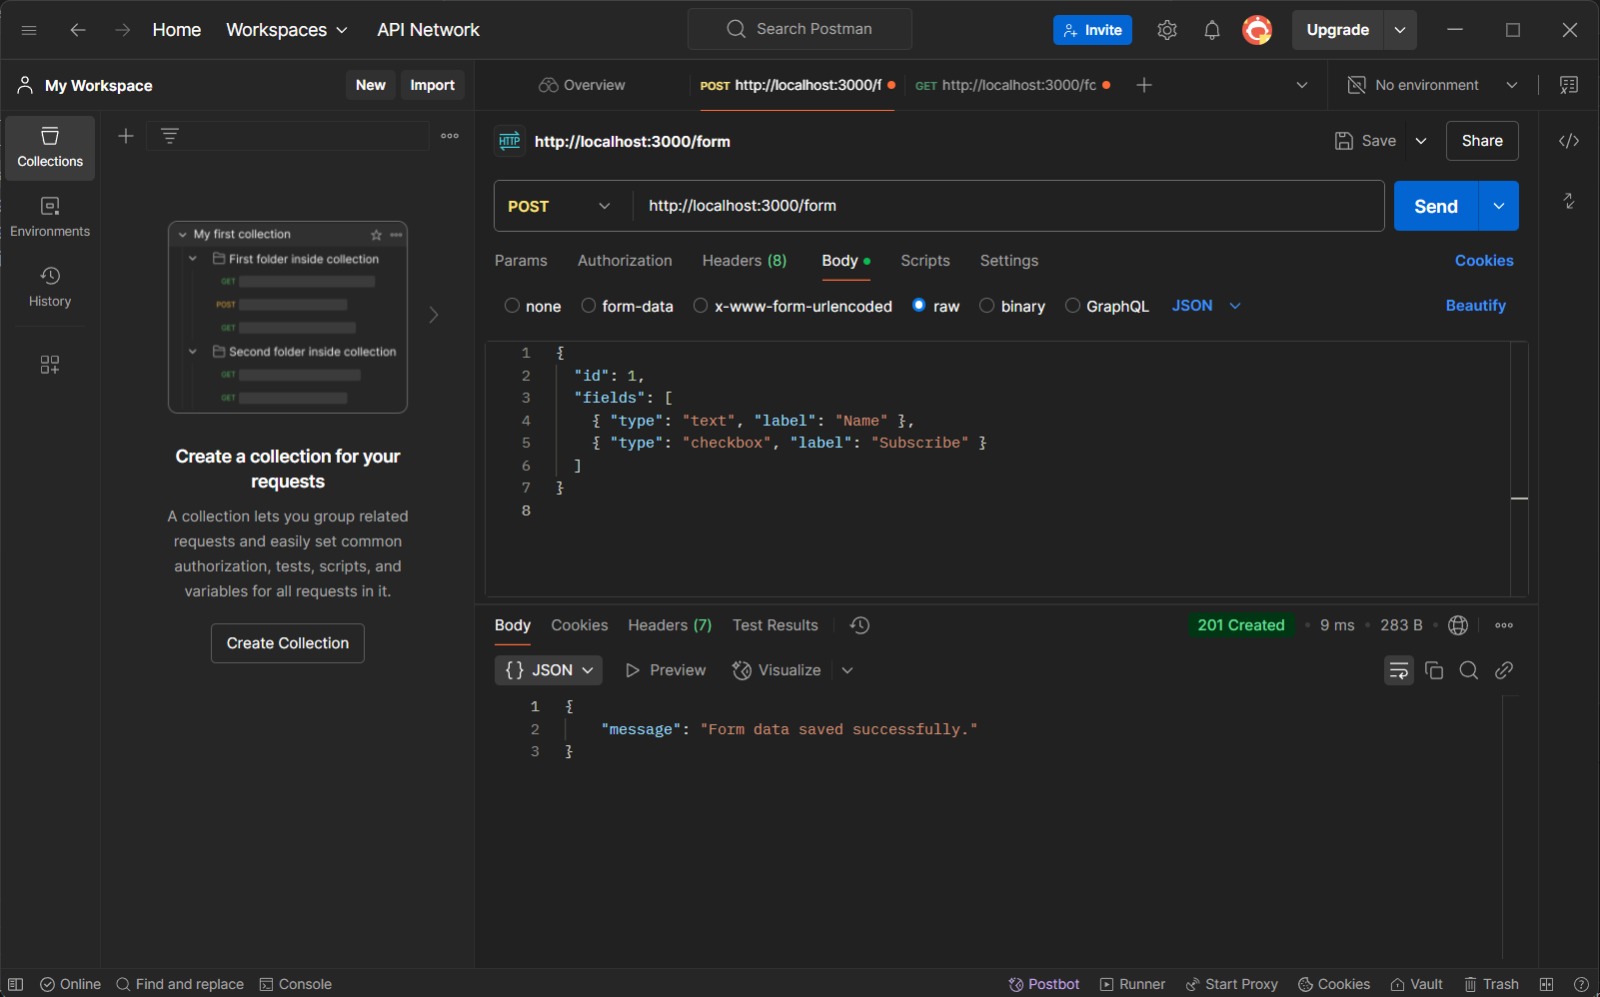 Home
Workspaces
API Network
Search Postman
Invite
Upgrade
My Workspace
New
Import
Overview
POST http://localhost:3000/f
GET http://localhost:3000/fc
No environment
Collections
Environments
History
My first collection
First folder inside collection
GET
POST
GET
Second folder inside collection
GET
GET
Create a collection for your
requests
A collection lets you group related
requests and easily set common
authorization, tests, scripts, and
variables for all requests in it.
Create Collection
HTTP http://localhost:3000/form
Save
Share
POST
http://localhost:3000/form
Send
Params
Authorization
Headers (8)
Body
Scripts
Settings
Cookies
none
form-data
x-www-form-urlencoded
raw
binary
GraphQL
JSON
Beautify
1 {
2 "id": 1,
3 "fields": [
4 { "type": "text", "label": "Name" },
5 { "type": "checkbox", "label": "Subscribe" }
6 ]
7 }
8
Body
Cookies
Headers (7)
Test Results
201 Created
9 ms
283 B
{} JSON
Preview
Visualize
1 {
2 "message": "Form data saved successfully."
3 }
Online
Find and replace
Console
Postbot
Runner
Start Proxy
Cookies
Vault
Trash